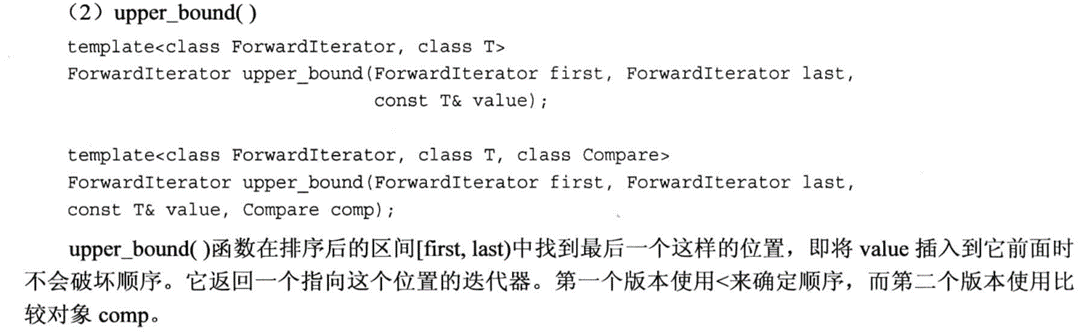 （2）upper_bound( )
template<class ForwardIterator, class T>
ForwardIterator upper_bound(ForwardIterator first, ForwardIterator last,
const T& value);
template<class ForwardIterator, class T, class Compare>
ForwardIterator upper_bound(ForwardIterator first, ForwardIterator last,
const T& value, Compare comp);
upper_bound( )函数在排序后的区间[first, last)中找到最后一个这样的位置，即将 value 插入到它前面时
不会破坏顺序。它返回一个指向这个位置的迭代器。第一个版本使用<来确定顺序，而第二个版本使用比
较对象 comp。